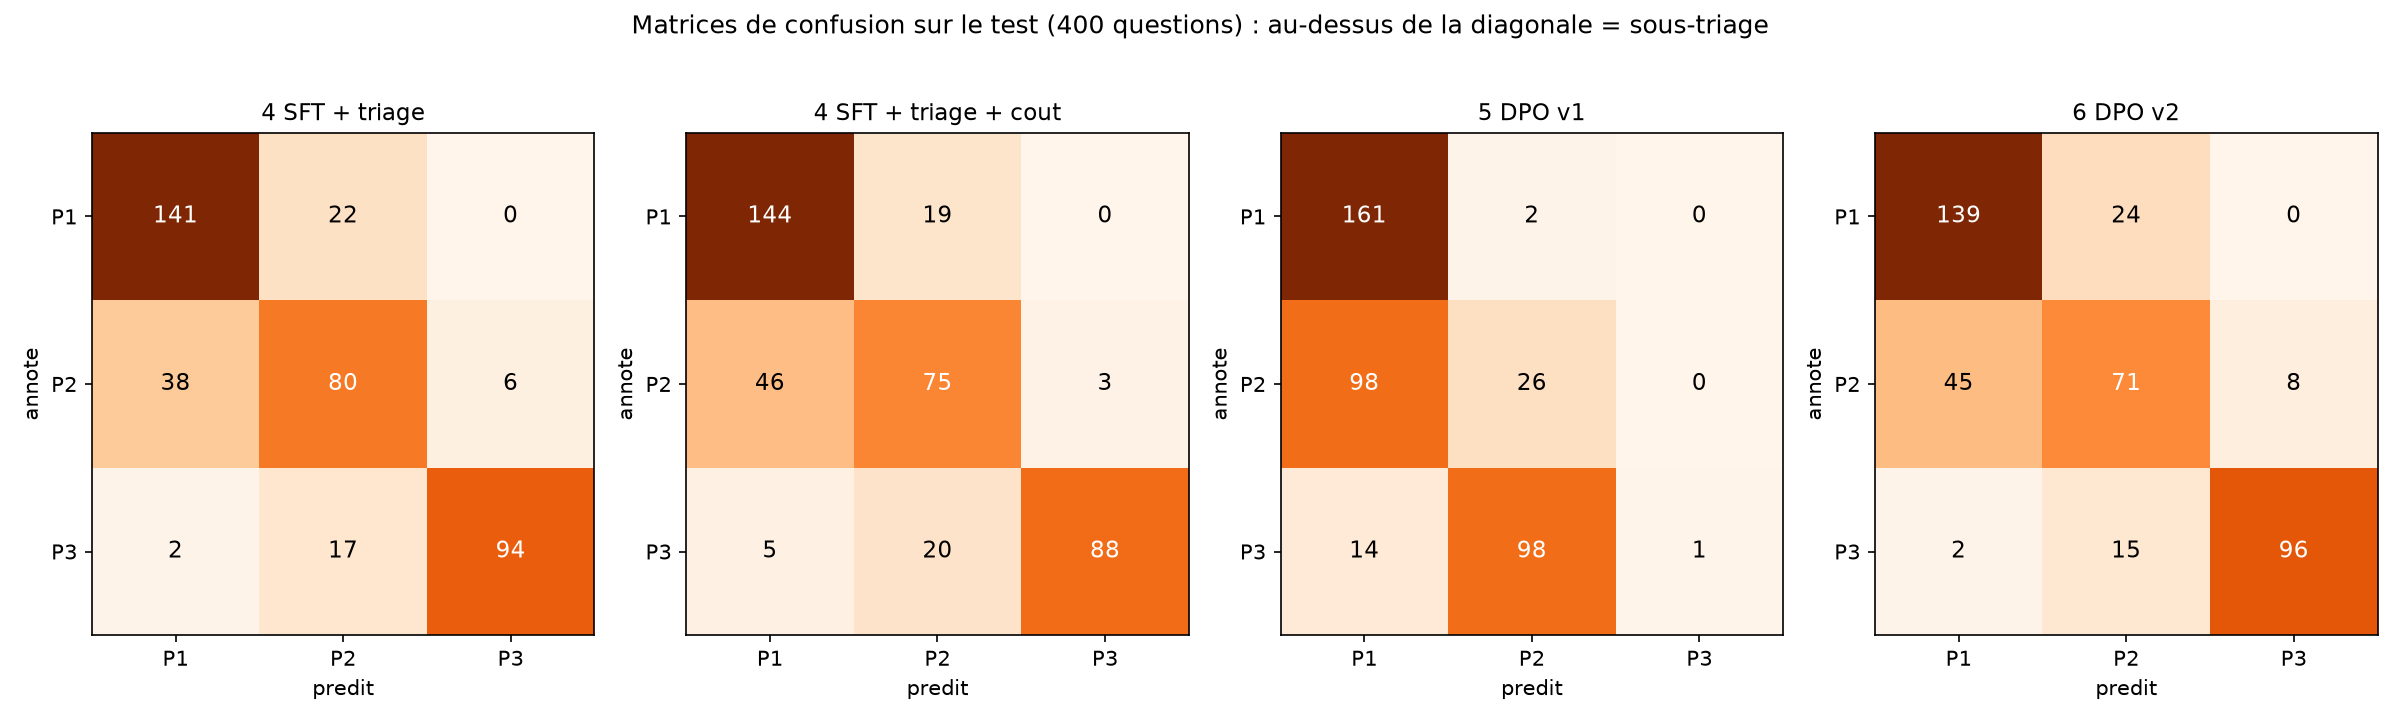 Matrices de confusion sur le test (400 questions) : au-dessus de la diagonale = sous-triage
4 SFT + triage
annote
P1 141 22 0
P2 38 80 6
P3 2 17 94
P1 P2 P3
predit
4 SFT + triage + cout
annote
P1 144 19 0
P2 46 75 3
P3 5 20 88
P1 P2 P3
predit
5 DPO v1
annote
P1 161 2 0
P2 98 26 0
P3 14 98 1
P1 P2 P3
predit
6 DPO v2
annote
P1 139 24 0
P2 45 71 8
P3 2 15 96
P1 P2 P3
predit